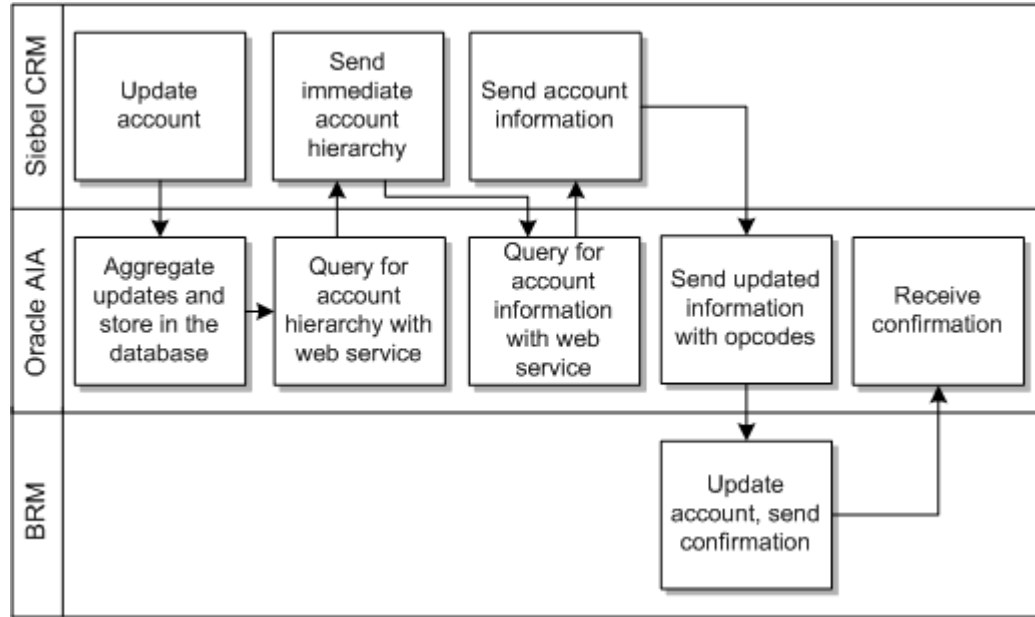 Siebel CRM
Update
account
Send
immediate
account
hierarchy
Send account
information
Oracle AIA
Aggregate
updates and
store in the
database
Query for
account
hierarchy with
web service
Query for
account
information
with web
service
Send updated
information
with opcodes
Receive
confirmation
BRM
Update
account, send
confirmation